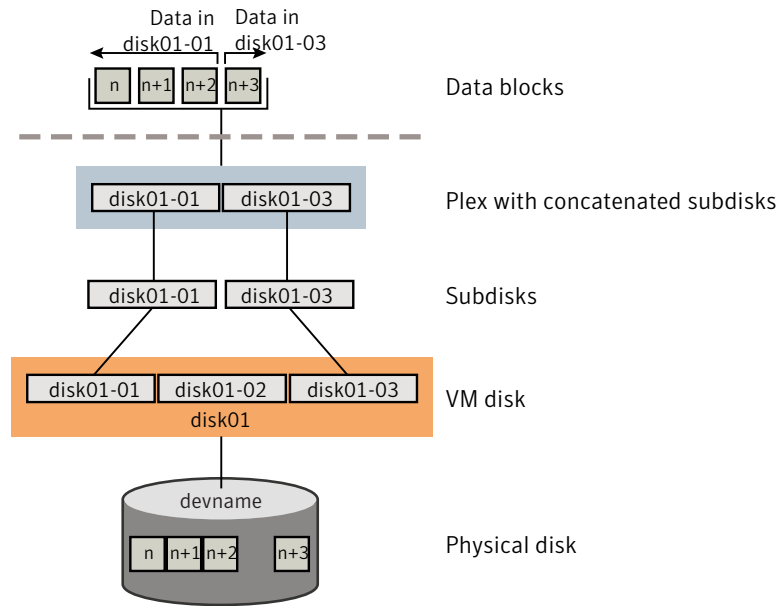 Data in
disk01-01
Data in
disk01-03
n n+1 n+2 n+3
Data blocks
disk01-01 disk01-03
Plex with concatenated subdisks
disk01-01 disk01-03
Subdisks
disk01-01 disk01-02 disk01-03
disk01
VM disk
devname
n n+1 n+2 n+3
Physical disk